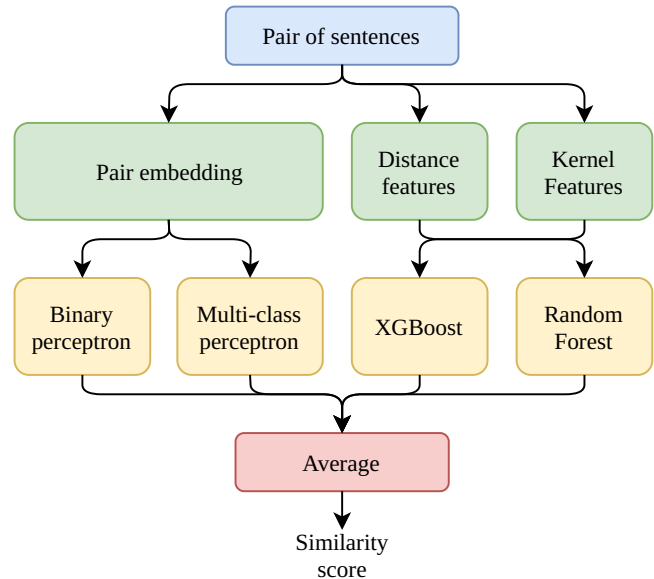 Pair of sentences
Pair embedding
Distance
features
Kernel
Features
Binary
perceptron
Multi-class
perceptron
XGBoost
Random
Forest
Average
Similarity
score